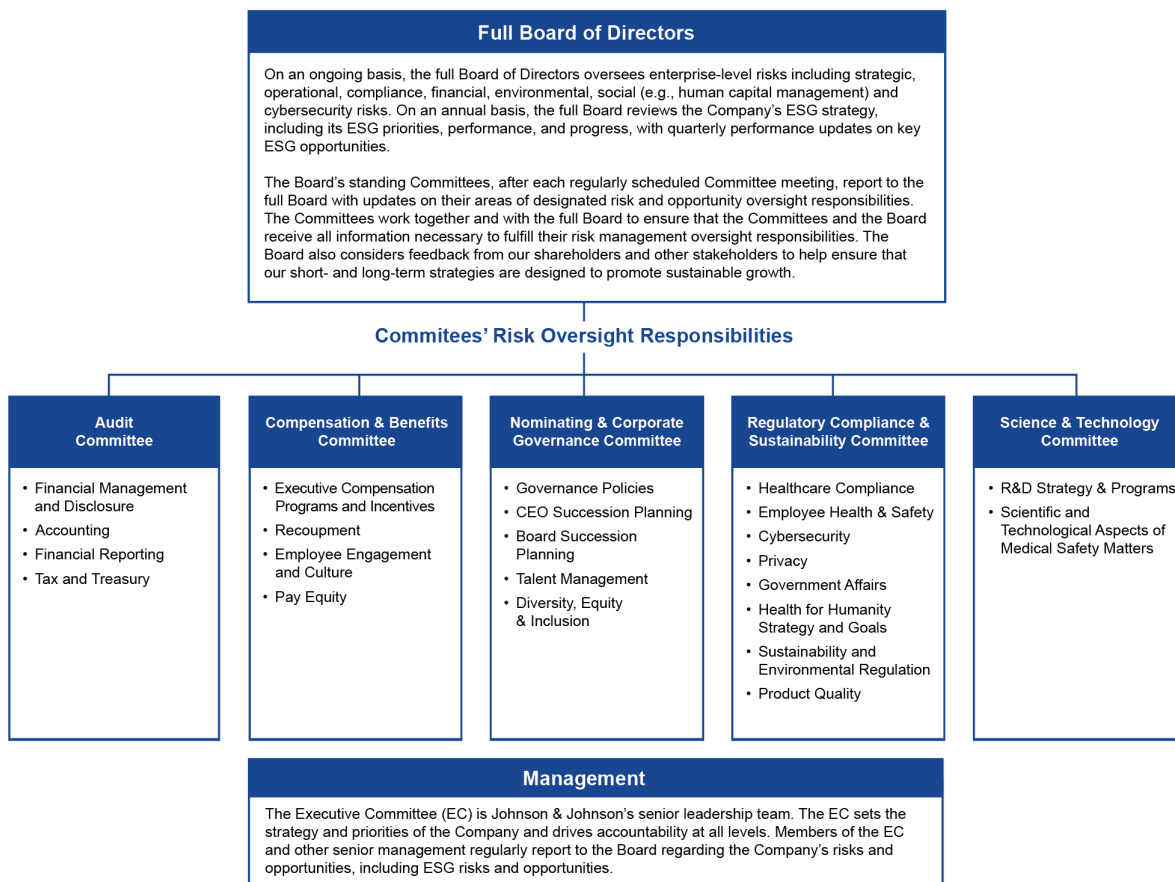 Full Board of Directors
On an ongoing basis, the full Board of Directors oversees enterprise-level risks including strategic,
operational, compliance, financial, environmental, social (e.g., human capital management) and
cybersecurity risks. On an annual basis, the full Board reviews the Company's ESG strategy,
including its ESG priorities, performance, and progress, with quarterly performance updates on key
ESG opportunities.
The Board's standing Committees, after each regularly scheduled Committee meeting, report to the
full Board with updates on their areas of designated risk and opportunity oversight responsibilities.
The Committees work together and with the full Board to ensure that the Committees and the Board
receive all information necessary to fulfill their risk management oversight responsibilities. The
Board also considers feedback from our shareholders and other stakeholders to help ensure that
our short- and long-term strategies are designed to promote sustainable growth.
Commitees' Risk Oversight Responsibilities
Audit
Committee
• Financial Management
and Disclosure
• Accounting
• Financial Reporting
• Tax and Treasury
Compensation & Benefits
Committee
• Executive Compensation
Programs and Incentives
• Recoupment
• Employee Engagement
and Culture
• Pay Equity
Nominating & Corporate
Governance Committee
• Governance Policies
• CEO Succession Planning
• Board Succession
Planning
• Talent Management
• Diversity, Equity
& Inclusion
Regulatory Compliance &
Sustainability Committee
• Healthcare Compliance
• Employee Health & Safety
• Cybersecurity
• Privacy
• Government Affairs
• Health for Humanity
Strategy and Goals
• Sustainability and
Environmental Regulation
• Product Quality
Science & Technology
Committee
• R&D Strategy & Programs
• Scientific and
Technological Aspects of
Medical Safety Matters
Management
The Executive Committee (EC) is Johnson & Johnson's senior leadership team. The EC sets the
strategy and priorities of the Company and drives accountability at all levels. Members of the EC
and other senior management regularly report to the Board regarding the Company's risks and
opportunities, including ESG risks and opportunities.